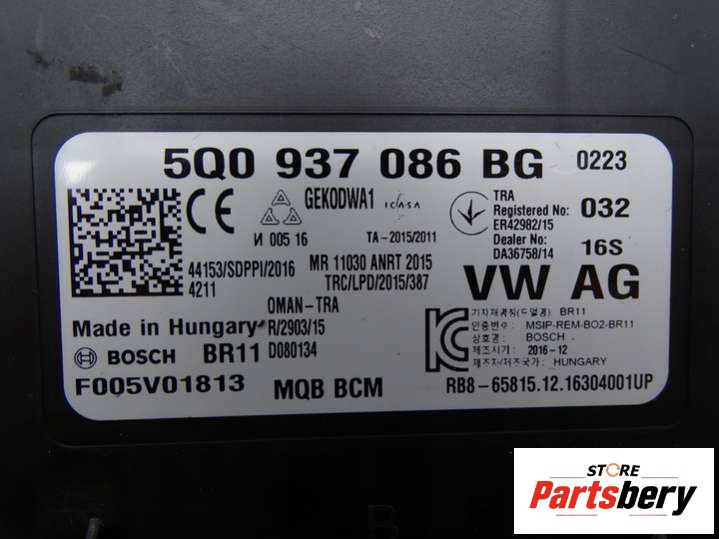 5Q0 937 086 BG 0223
CE GEKODWA1 ICASA
TRA
Registered No: 032
ER42982/15
Dealer No: 16S
DA36758/14
И 005 16 TA-2015/2011
44153/SDPPI/2016
4211
MR 11030 ANRT 2015
TRC/LPD/2015/387
VW AG
OMAN-TRA
R/2903/15
D080134
Made in Hungary
BOSCH BR11
기자재명칭(모델명): BR11
인증번호: MSIP-REM-BO2-BR11
상호명: BOSCH
제조시기: 2016-12
제조자/제조국가: HUNGARY
F005V01813 MQB BCM RB8-65815.12.16304001UP
STORE
Partsbery